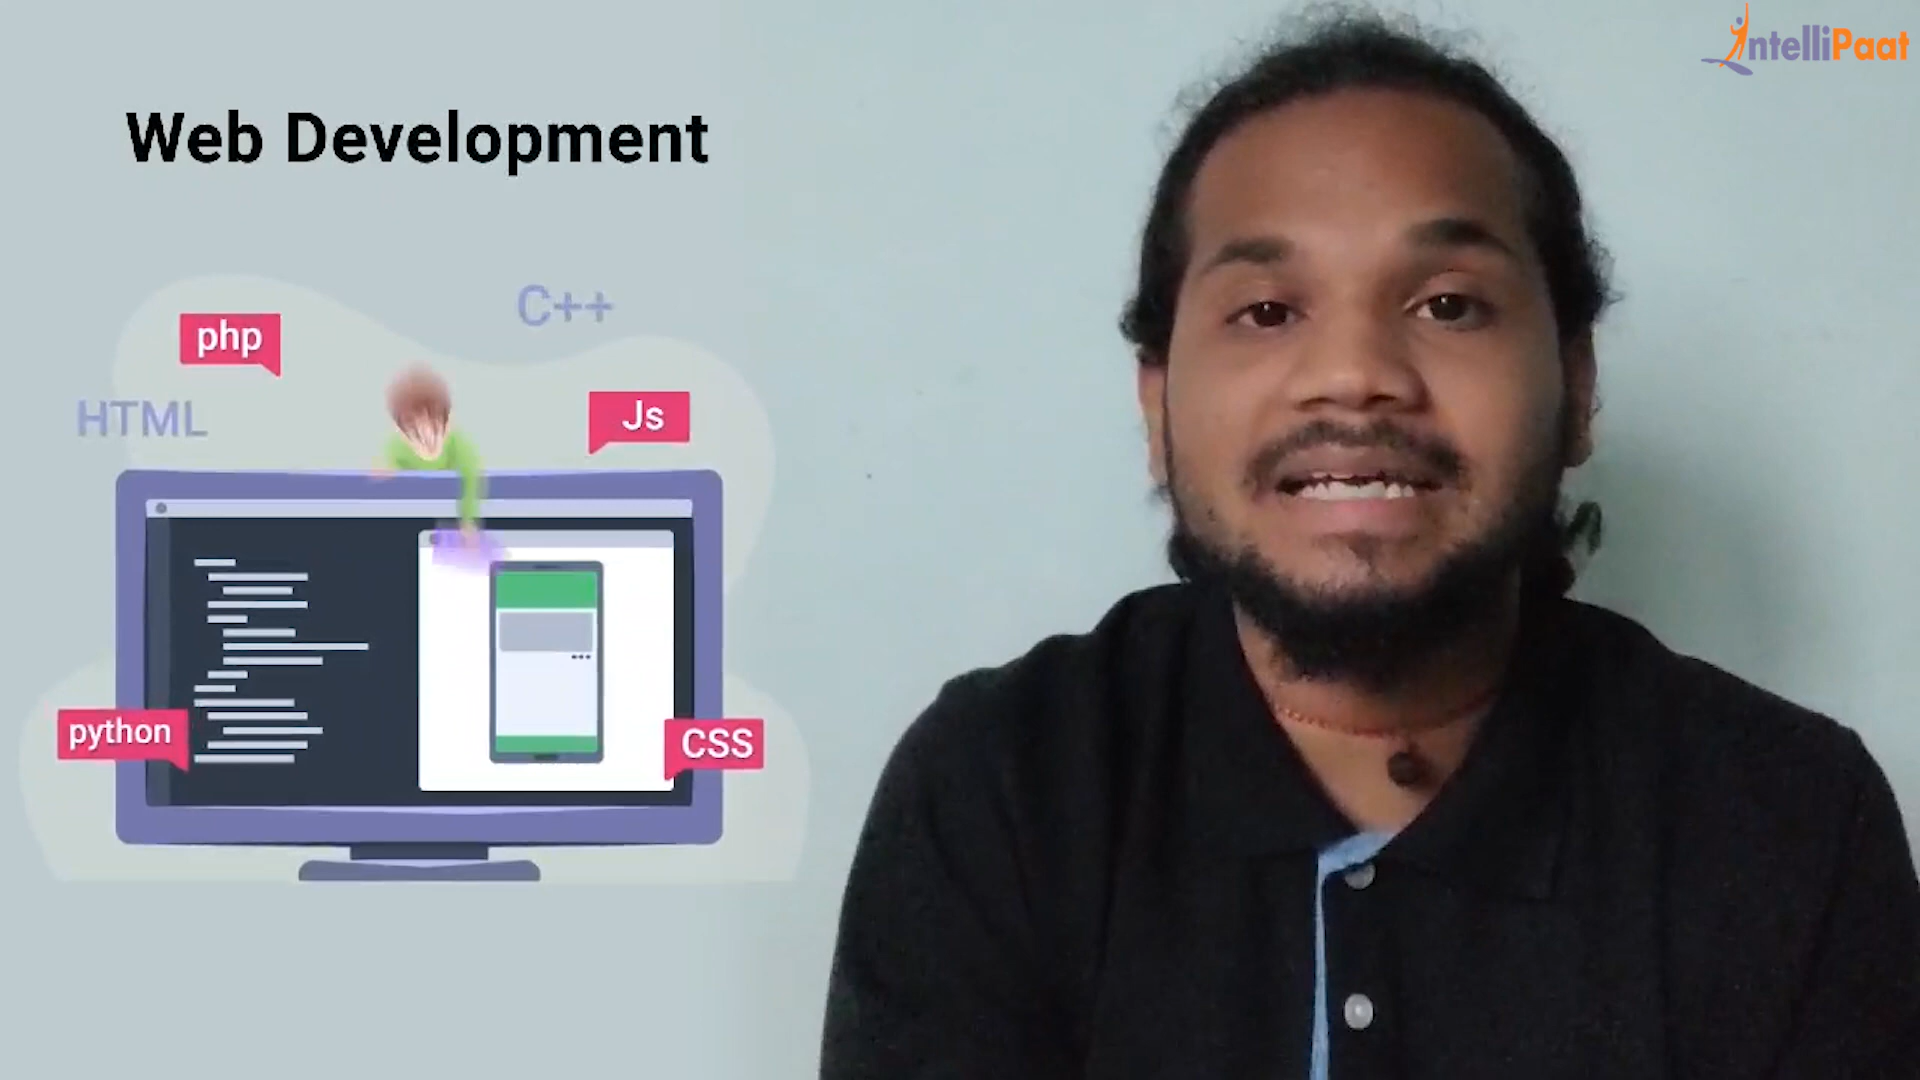 IntelliPaat
Web Development
C++
php
HTML
Js
python
CSS